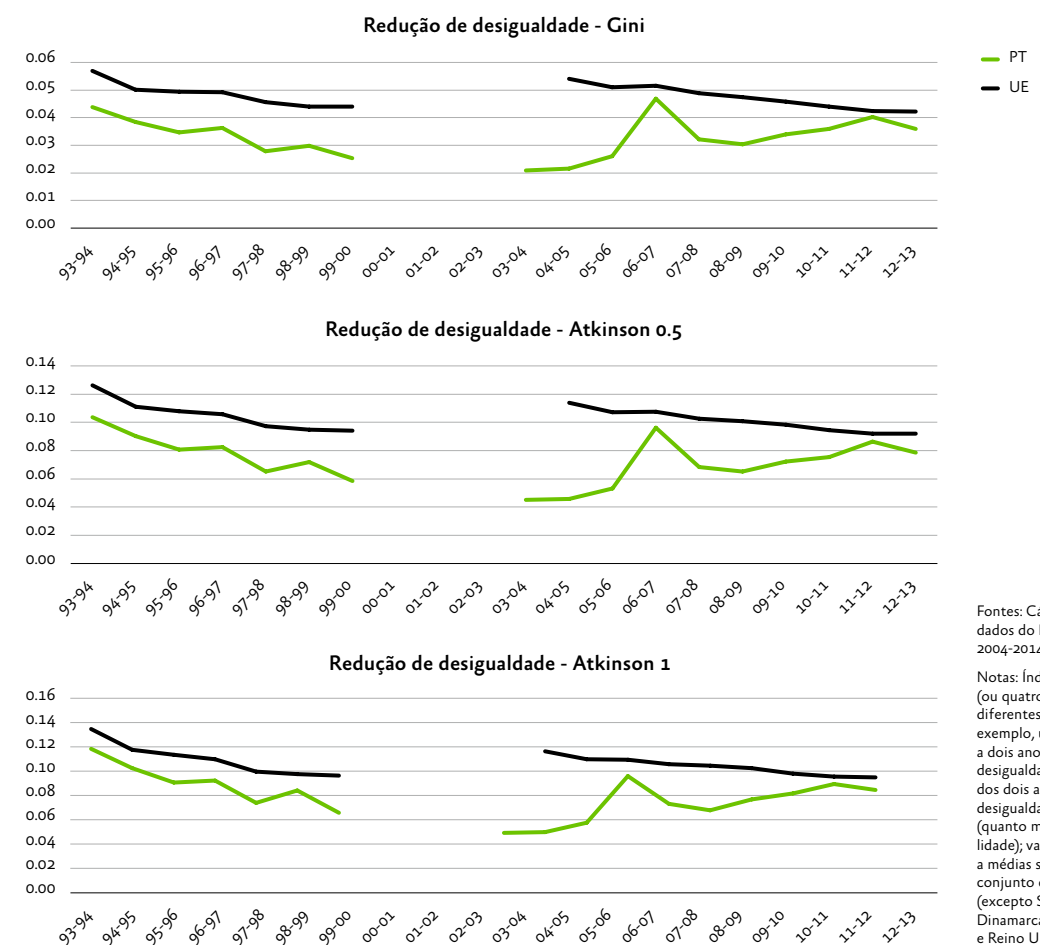 Redução de desigualdade - Gini
0.06
0.05
0.04
0.03
0.02
0.01
0.00
93-94 94-95 95-96 96-97 97-98 98-99 99-00 00-01 01-02 02-03 03-04 04-05 05-06 06-07 07-08 08-09 09-10 10-11 11-12 12-13
PT
UE
Redução de desigualdade - Atkinson 0.5
0.14
0.12
0.10
0.08
0.06
0.04
0.02
0.00
93-94 94-95 95-96 96-97 97-98 98-99 99-00 00-01 01-02 02-03 03-04 04-05 05-06 06-07 07-08 08-09 09-10 10-11 11-12 12-13
Redução de desigualdade - Atkinson 1
0.16
0.14
0.12
0.10
0.08
0.06
0.04
0.02
0.00
93-94 94-95 95-96 96-97 97-98 98-99 99-00 00-01 01-02 02-03 03-04 04-05 05-06 06-07 07-08 08-09 09-10 10-11 11-12 12-13
Fontes:
dados do
2004-2014
Notas:
(ou quatro
diferentes
exemplo,
a dois
dos dois a
(quanto
a médias
conjunto
(excepto
e Reino